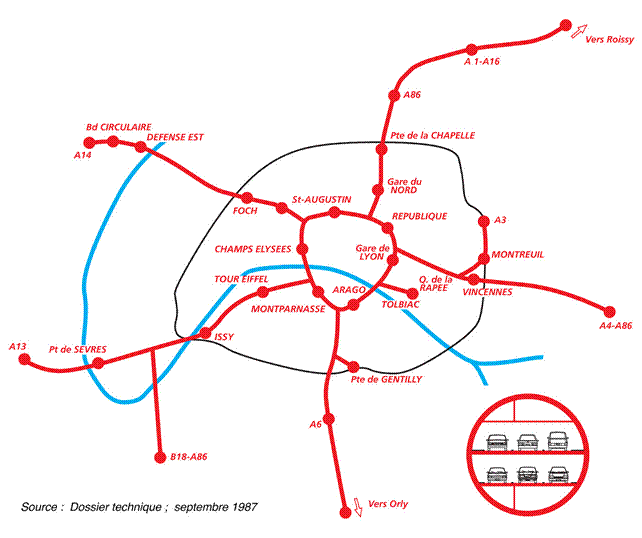 Vers Roissy
A.1-A16
A86
Bd CIRCULAIRE
DEFENSE EST
A14
Pte de la CHAPELLE
Gare du
NORD
St-AUGUSTIN
FOCH
REPUBLIQUE
A3
CHAMPS ELYSEES
Gare de
LYON
MONTREUIL
TOUR EIFFEL
ARAGO
Q. de la
RAPEE
VINCENNES
MONTPARNASSE
TOLBIAC
A4-A86
ISSY
A13
Pt de SEVRES
Pte de GENTILLY
A6
B18-A86
Vers Orly
Source : Dossier technique ; septembre 1987